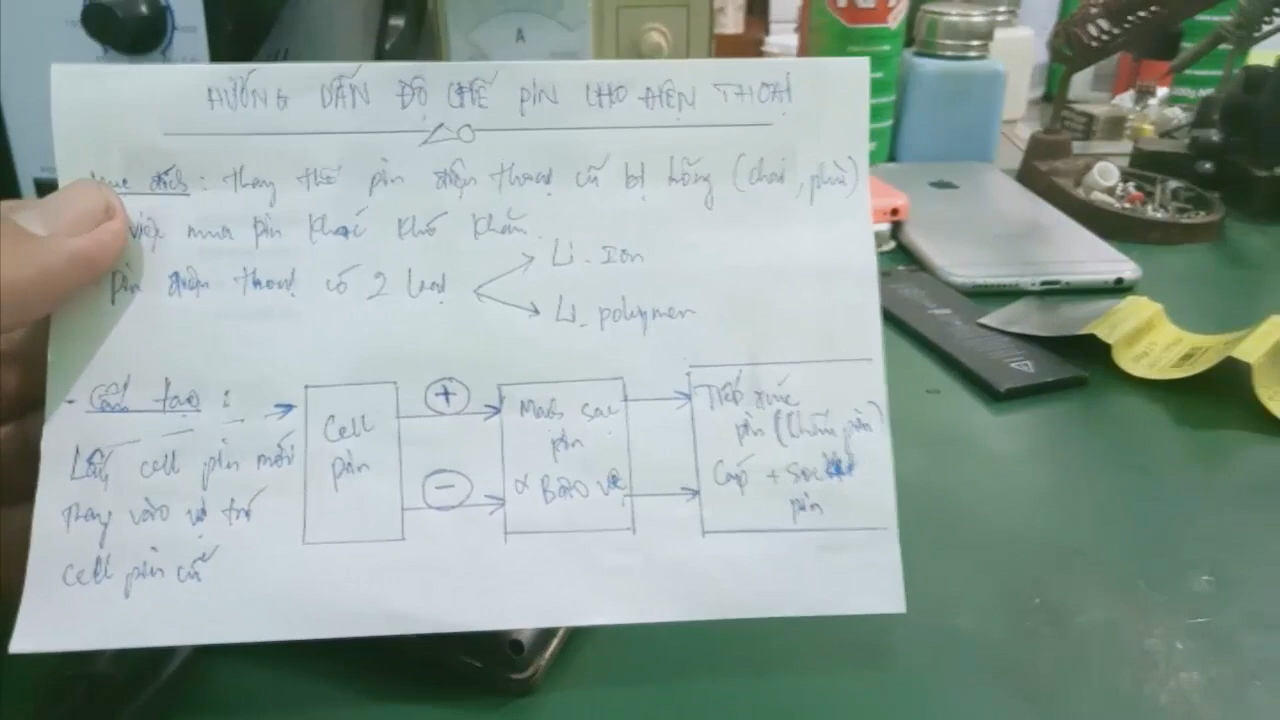 HƯỚNG DẪN ĐỘ CHẾ PIN CHO ĐIỆN THOẠI
đích: thay thế pin điện thoại cũ bị hỏng (chai, phù)
việc mua pin khác khó khăn
pin điện thoại có 2 loại
Li-Ion
Li-polymer
- Cấu tạo:
Lấy cell pin mới
thay vào vị trí
cell pin cũ
Cell
pin
+
-
Mạch sạc
pin
& BẢO VỆ
Tiếp xúc
pin (chân pin)
Cáp + Sạc
pin
A